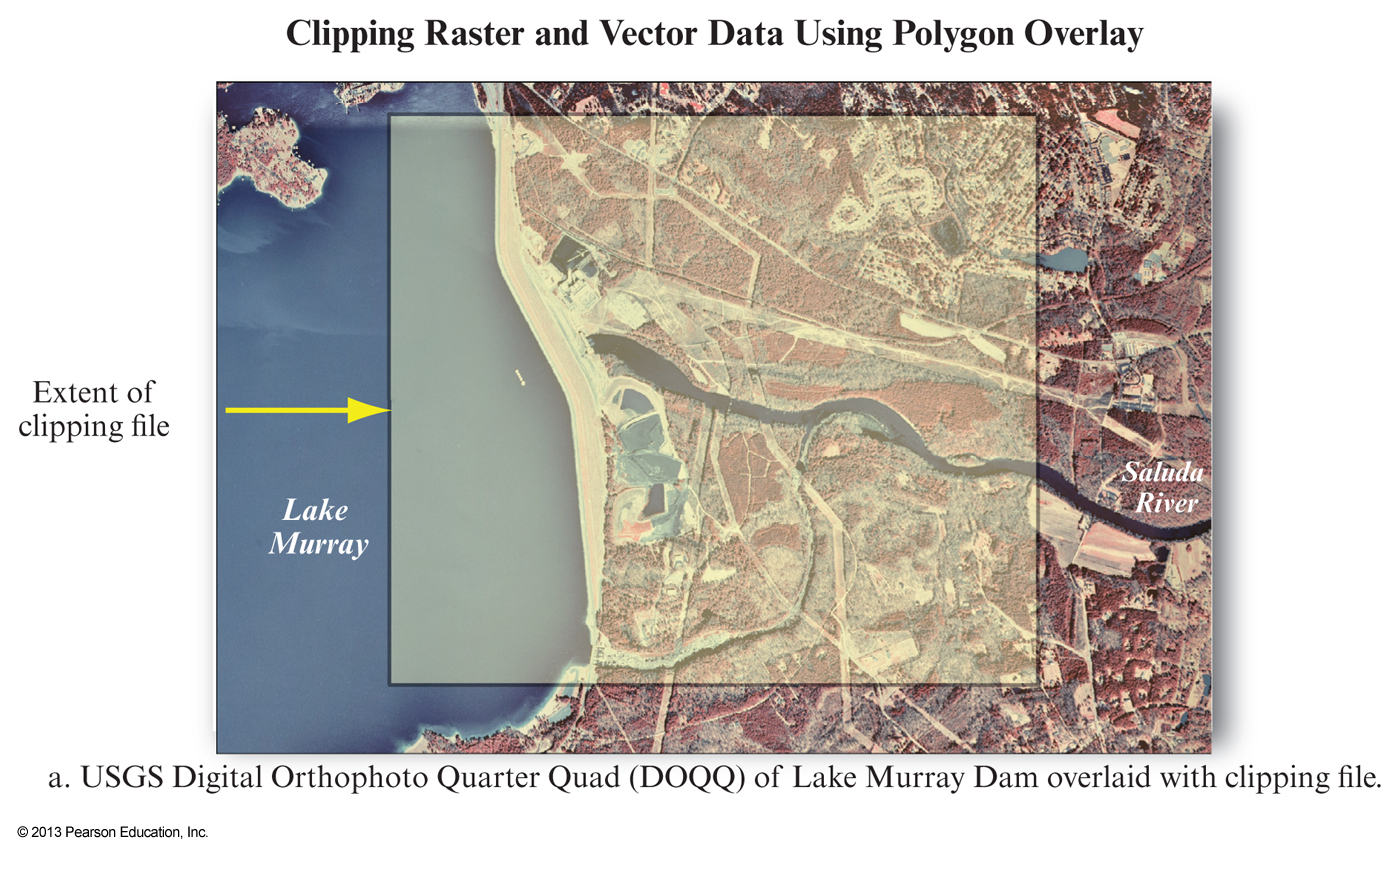 Clipping Raster and Vector Data Using Polygon Overlay
Extent of
clipping file
Lake
Murray
Saluda
River
a. USGS Digital Orthophoto Quarter Quad (DOQQ) of Lake Murray Dam overlaid with clipping file.
© 2013 Pearson Education, Inc.